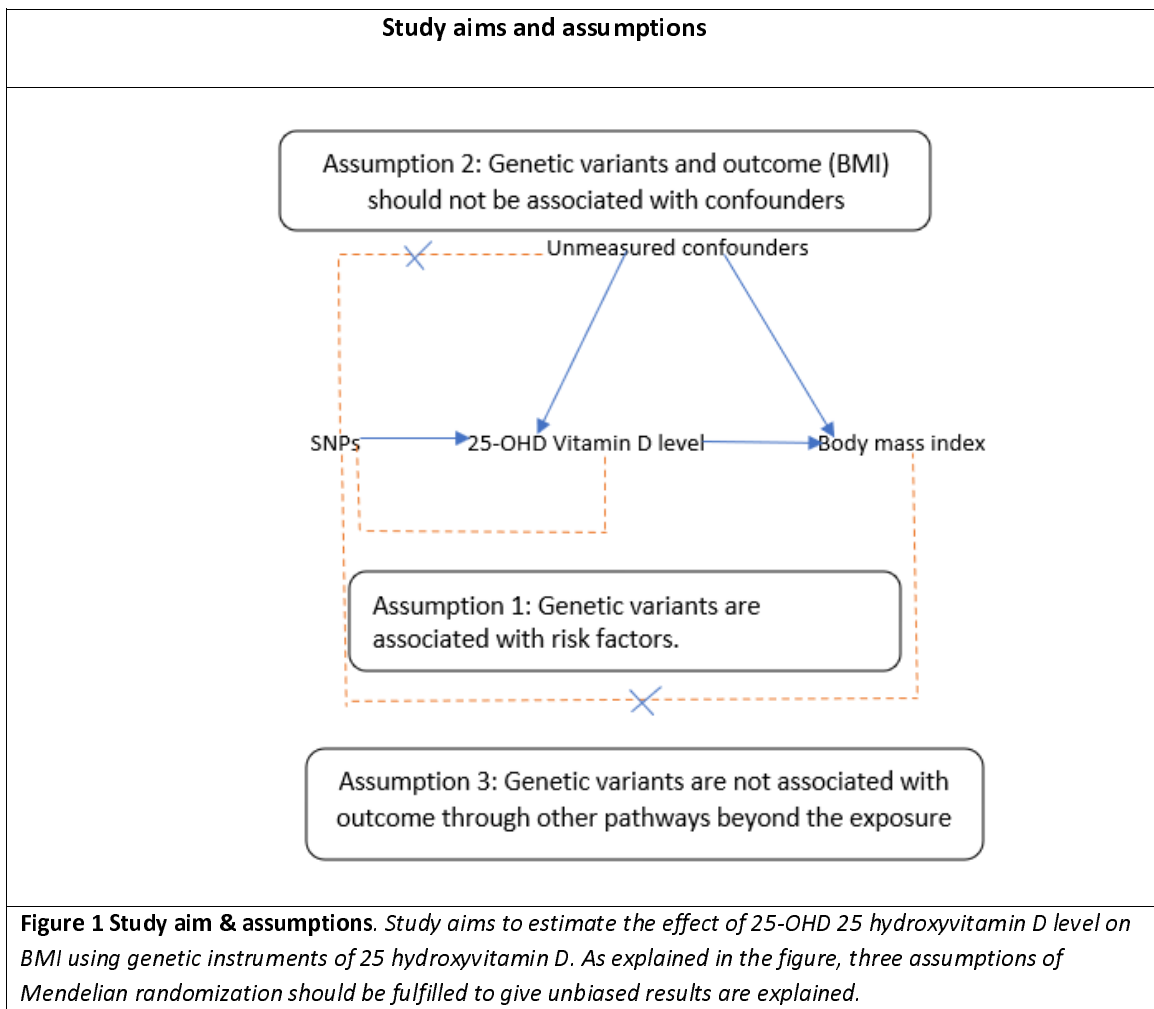 Study aims and assumptions
Assumption 2: Genetic variants and outcome (BMI)
should not be associated with confounders
Unmeasured confounders
SNPs
25-OHD Vitamin D level
Body mass index
Assumption 1: Genetic variants are
associated with risk factors.
Assumption 3: Genetic variants are not associated with
outcome through other pathways beyond the exposure
Figure 1 Study aim & assumptions. Study aims to estimate the effect of 25-OHD 25 hydroxyvitamin D level on
BMI using genetic instruments of 25 hydroxyvitamin D. As explained in the figure, three assumptions of
Mendelian randomization should be fulfilled to give unbiased results are explained.